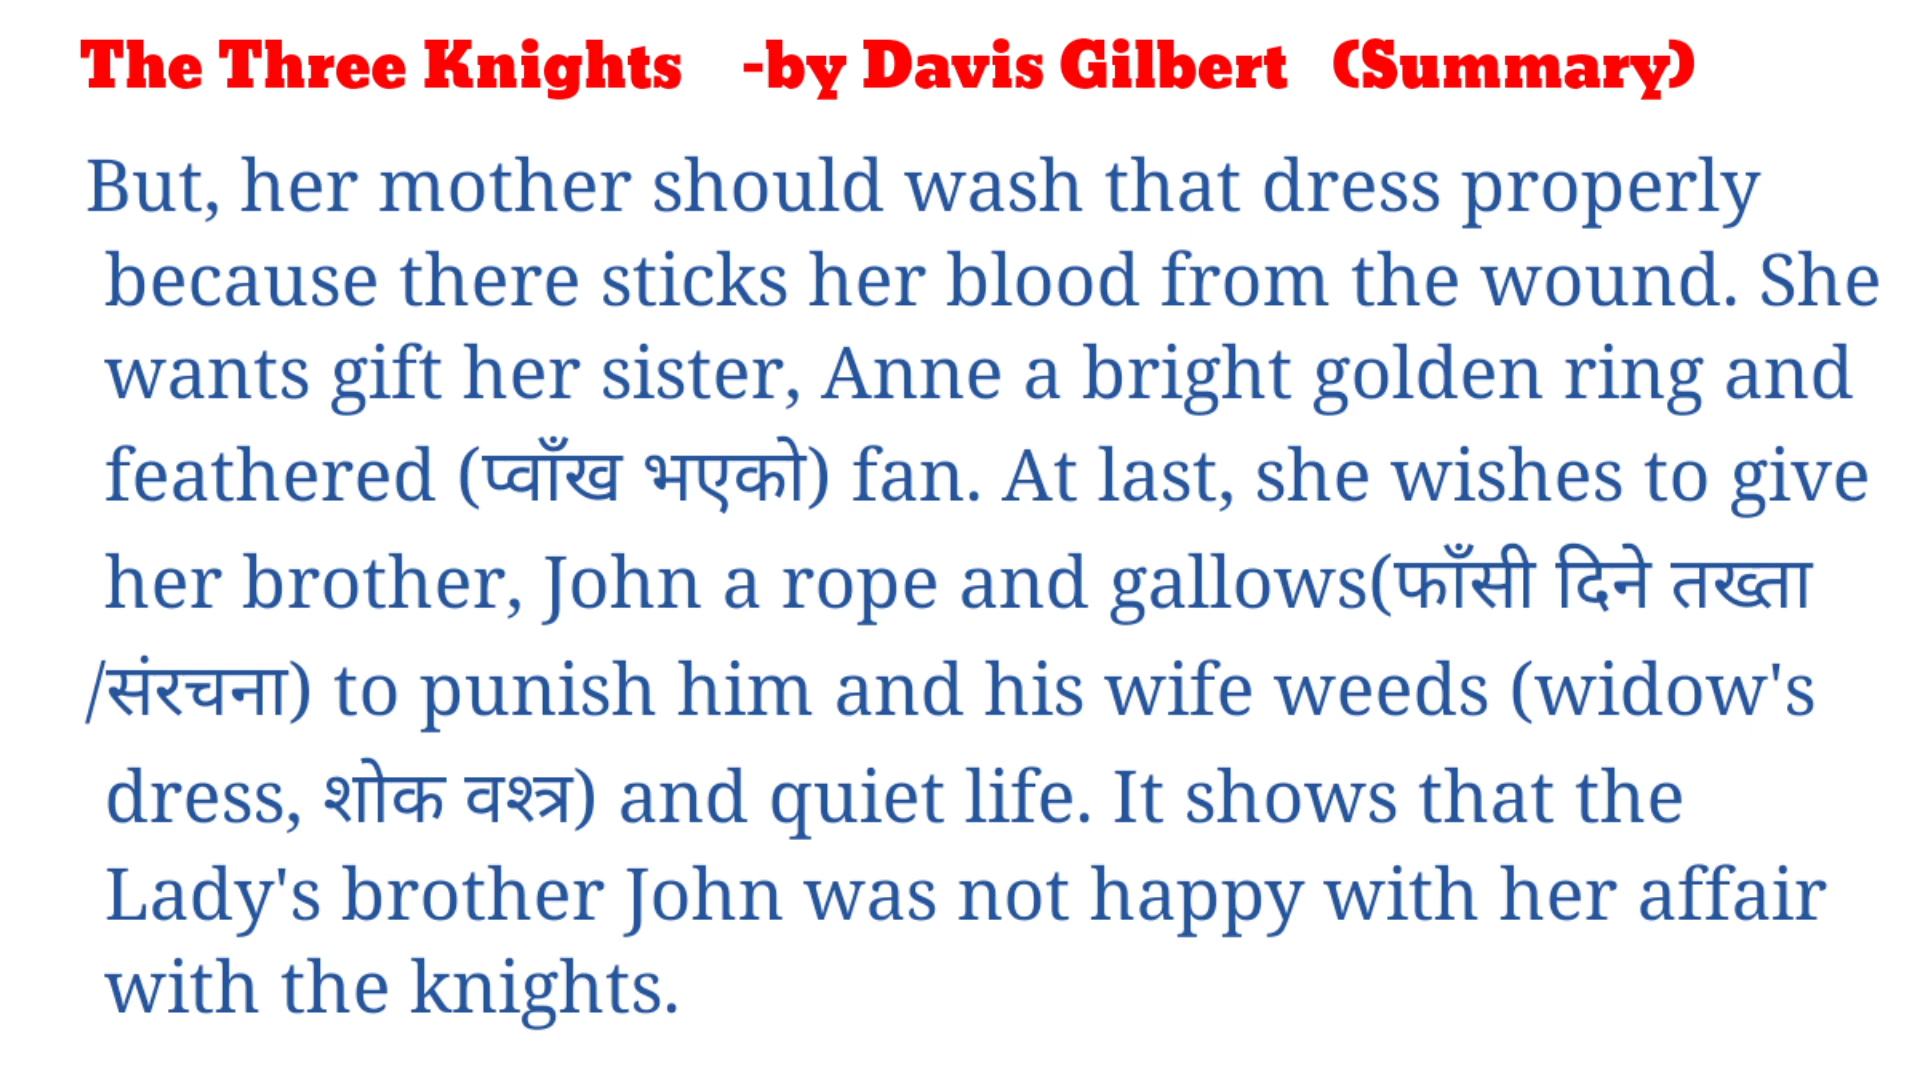 The Three Knights -by Davis Gilbert (Summary)
But, her mother should wash that dress properly
because there sticks her blood from the wound. She
wants gift her sister, Anne a bright golden ring and
feathered (प्वाँख भएको) fan. At last, she wishes to give
her brother, John a rope and gallows(फाँसी दिने तख्ता
/संरचना) to punish him and his wife weeds (widow's
dress, शोक वश्त्र) and quiet life. It shows that the
Lady's brother John was not happy with her affair
with the knights.